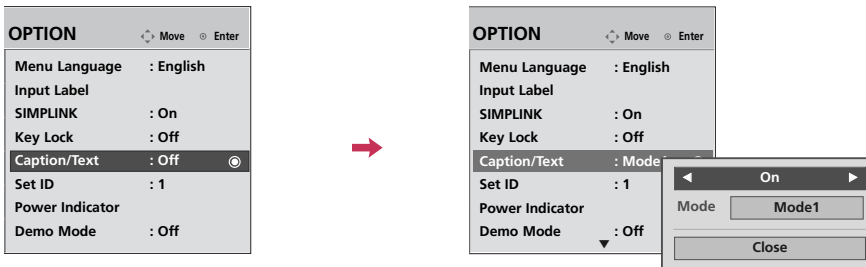 OPTION Move Enter
Menu Language : English
Input Label
SIMPLINK : On
Key Lock : Off
Caption/Text : Off
Set ID : 1
Power Indicator
Demo Mode : Off
OPTION Move Enter
Menu Language : English
Input Label
SIMPLINK : On
Key Lock : Off
Caption/Text : Mode
Set ID : 1
Power Indicator
Demo Mode : Off
On
Mode Mode1
Close